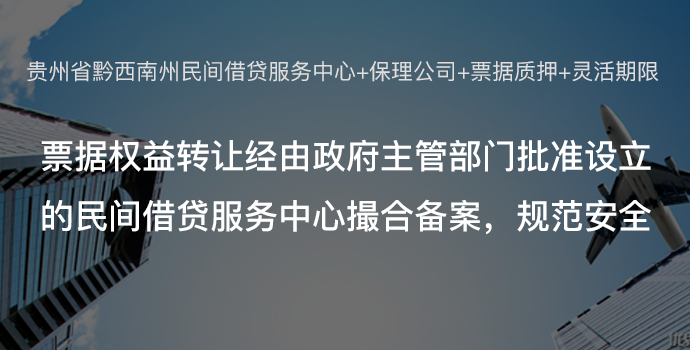 贵州省黔西南州民间借贷服务中心+保理公司+票据质押+灵活期限
票据权益转让经由政府主管部门批准设立
的民间借贷服务中心撮合备案，规范安全